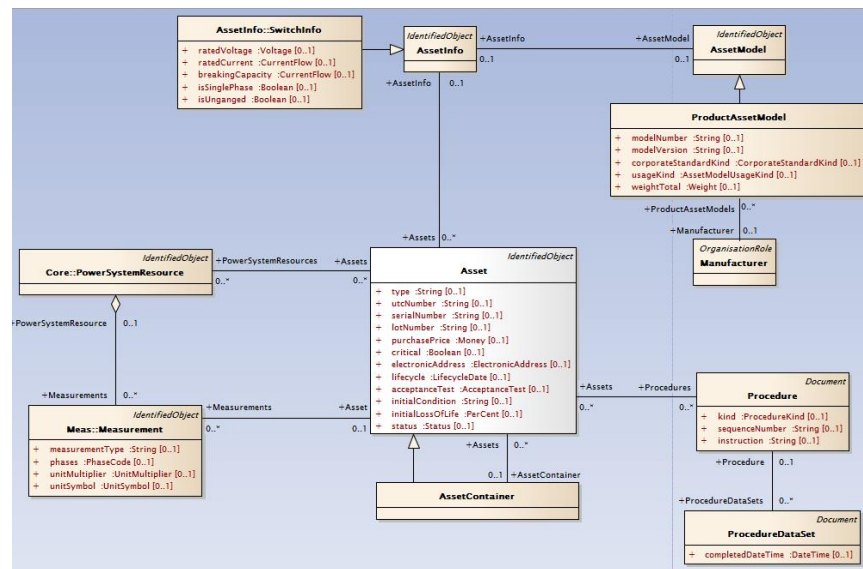 AssetInfo::SwitchInfo
+ ratedVoltage :Voltage [0..1]
+ ratedCurrent :CurrentFlow [0..1]
+ breakingCapacity :CurrentFlow [0..1]
+ isSinglePhase :Boolean [0..1]
+ isUnganged :Boolean [0..1]
IdentifiedObject
AssetInfo
+AssetInfo
0..1
+AssetModel
0..1
IdentifiedObject
AssetModel
+AssetInfo
0..1
ProductAssetModel
+ modelNumber :String [0..1]
+ modelVersion :String [0..1]
+ corporateStandardKind :CorporateStandardKind [0..1]
+ usageKind :AssetModelUsageKind [0..1]
+ weightTotal :Weight [0..1]
+ProductAssetModels
0..*
+Manufacturer
0..1
OrganisationRole
Manufacturer
+Assets
0..*
IdentifiedObject
Core::PowerSystemResource
+PowerSystemResources
0..*
+Assets
0..*
IdentifiedObject
Asset
+ type :String [0..1]
+ utcNumber :String [0..1]
+ serialNumber :String [0..1]
+ lotNumber :String [0..1]
+ purchasePrice :Money [0..1]
+ critical :Boolean [0..1]
+ electronicAddress :ElectronicAddress [0..1]
+ lifecycle :LifecycleDate [0..1]
+ acceptanceTest :AcceptanceTest [0..1]
+ initialCondition :String [0..1]
+ initialLossOfLife :PerCent [0..1]
+ status :Status [0..1]
+PowerSystemResource
0..1
+Measurements
0..*
IdentifiedObject
Meas::Measurement
+ measurementType :String [0..1]
+ phases :PhaseCode [0..1]
+ unitMultiplier :UnitMultiplier [0..1]
+ unitSymbol :UnitSymbol [0..1]
+Measurements
0..*
+Asset
0..1
+Assets
0..*
+Procedures
0..*
Document
Procedure
+ kind :ProcedureKind [0..1]
+ sequenceNumber :String [0..1]
+ instruction :String [0..1]
+Assets
0..*
0..1
+AssetContainer
AssetContainer
+Procedure
0..1
+ProcedureDataSets
0..*
Document
ProcedureDataSet
+ completedDateTime :DateTime [0..1]